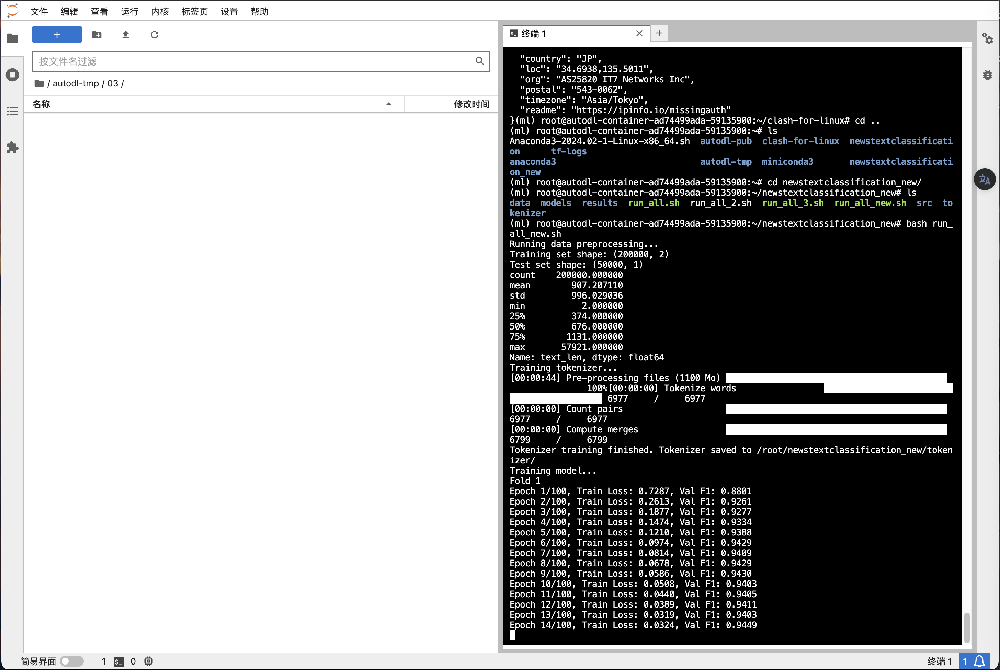 文件 编辑 查看 运行 内核 标签页 设置 帮助
+
按文件名过滤
/ autodl-tmp / 03 /
名称 修改时间
终端 1
"country": "JP",
"loc": "34.6938,135.5011",
"org": "AS25820 IT7 Networks Inc",
"postal": "543-0062",
"timezone": "Asia/Tokyo",
"readme": "https://ipinfo.io/missingauth"
}(ml) root@autodl-container-ad74499ada-59135900:~/clash-for-linux# cd ..
(ml) root@autodl-container-ad74499ada-59135900:~# ls
Anaconda3-2024.02-1-Linux-x86_64.sh autodl-pub clash-for-linux newstextclassificati
on tf-logs
anaconda3 autodl-tmp miniconda3 newstextclassificati
on_new
(ml) root@autodl-container-ad74499ada-59135900:~# cd newstextclassification_new/
(ml) root@autodl-container-ad74499ada-59135900:~/newstextclassification_new# ls
data models results run_all.sh run_all_2.sh run_all_3.sh run_all_new.sh src to
kenizer
(ml) root@autodl-container-ad74499ada-59135900:~/newstextclassification_new# bash run_
all_new.sh
Running data preprocessing...
Training set shape: (200000, 2)
Test set shape: (50000, 1)
count 200000.000000
mean 907.207110
std 996.029036
min 2.000000
25% 374.000000
50% 676.000000
75% 1131.000000
max 57921.000000
Name: text_len, dtype: float64
Training tokenizer...
[00:00:44] Pre-processing files (1100 Mo)
100%[00:00:00] Tokenize words
6977 / 6977
[00:00:00] Count pairs
6977 / 6977
[00:00:00] Compute merges
6799 / 6799
Tokenizer training finished. Tokenizer saved to /root/newstextclassification_new/token
izer/
Training model...
Fold 1
Epoch 1/100, Train Loss: 0.7287, Val F1: 0.8801
Epoch 2/100, Train Loss: 0.2613, Val F1: 0.9261
Epoch 3/100, Train Loss: 0.1877, Val F1: 0.9277
Epoch 4/100, Train Loss: 0.1474, Val F1: 0.9334
Epoch 5/100, Train Loss: 0.1210, Val F1: 0.9388
Epoch 6/100, Train Loss: 0.0974, Val F1: 0.9429
Epoch 7/100, Train Loss: 0.0814, Val F1: 0.9409
Epoch 8/100, Train Loss: 0.0678, Val F1: 0.9429
Epoch 9/100, Train Loss: 0.0586, Val F1: 0.9430
Epoch 10/100, Train Loss: 0.0508, Val F1: 0.9403
Epoch 11/100, Train Loss: 0.0440, Val F1: 0.9405
Epoch 12/100, Train Loss: 0.0389, Val F1: 0.9411
Epoch 13/100, Train Loss: 0.0319, Val F1: 0.9403
Epoch 14/100, Train Loss: 0.0324, Val F1: 0.9449
简易界面 1 0 终端 1 1